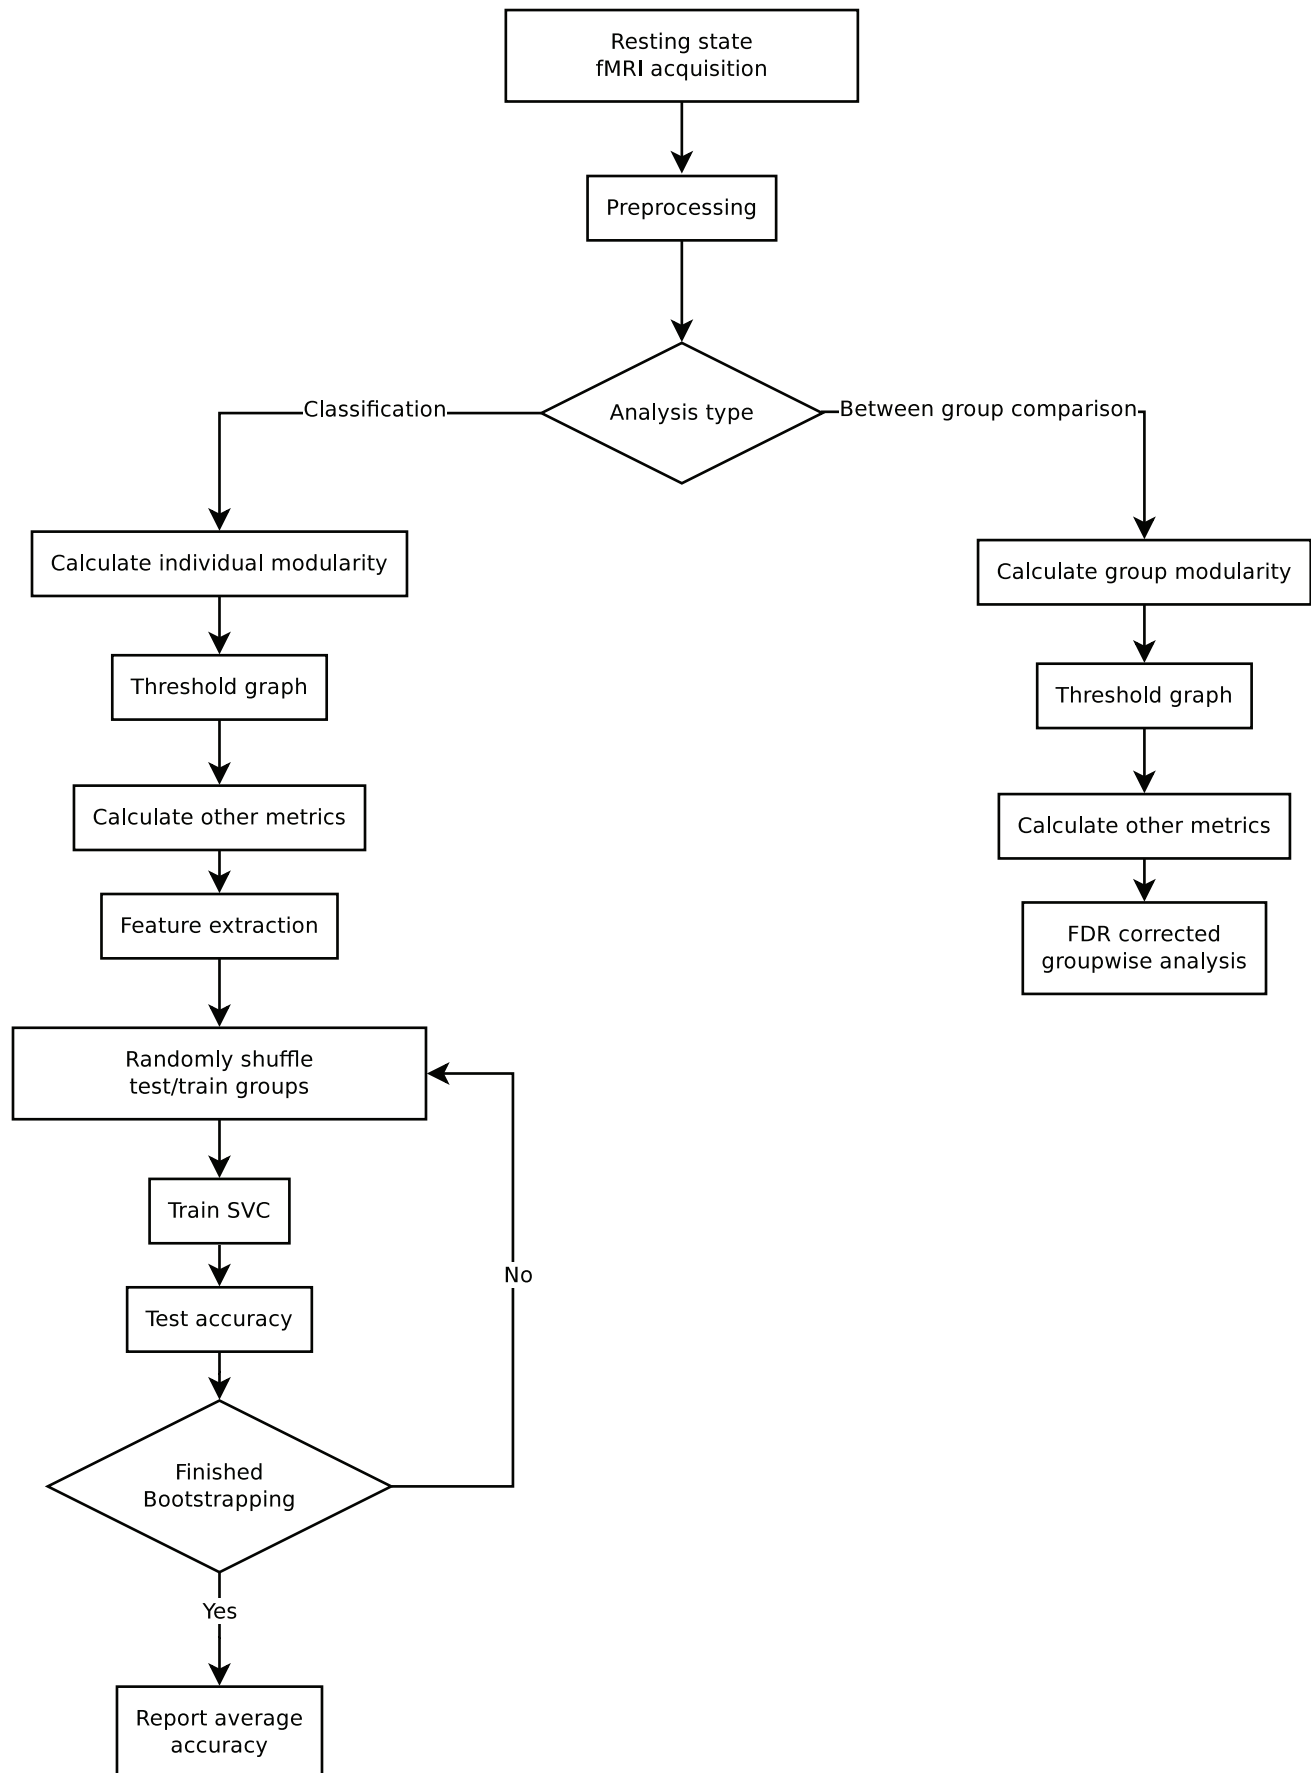 Resting state
fMRI acquisition
Preprocessing
Analysis type
Classification
Between group comparison
Calculate individual modularity
Threshold graph
Calculate other metrics
Feature extraction
Randomly shuffle
test/train groups
Train SVC
Test accuracy
Finished
Bootstrapping
No
Yes
Report average
accuracy
Calculate group modularity
Threshold graph
Calculate other metrics
FDR corrected
groupwise analysis